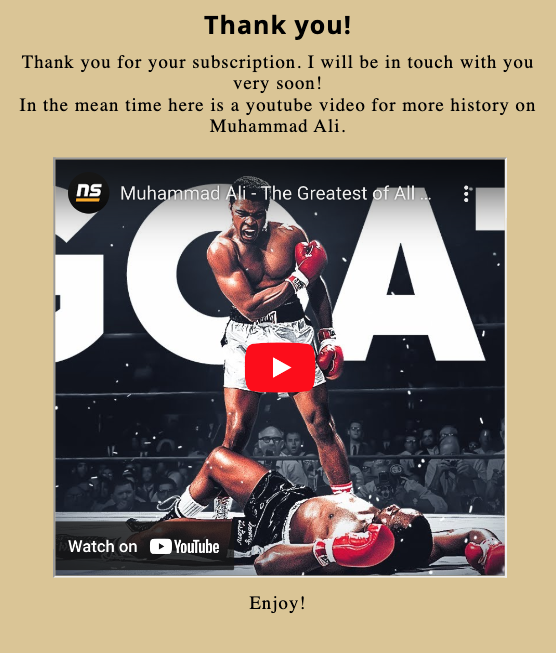 Thank you!
Thank you for your subscription. I will be in touch with you
very soon!
In the mean time here is a youtube video for more history on
Muhammad Ali.
ns
Muhammad Ali - The Greatest of All ...
GOAT
Watch on YouTube
Enjoy!